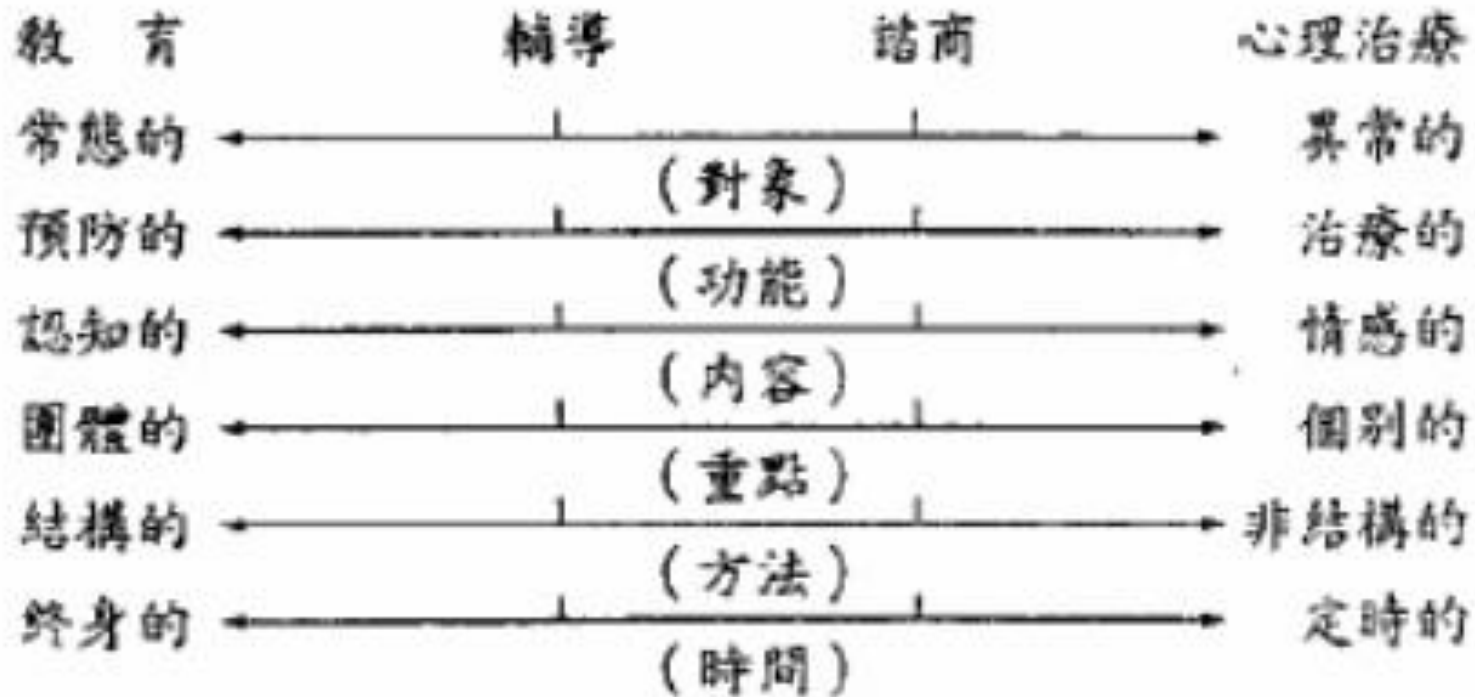 教 育 輔導 諮商 心理治療
常態的 異常的
(對象)
預防的 治療的
(功能)
認知的 情感的
(內容)
團體的 個別的
(重點)
結構的 非結構的
(方法)
終身的 定時的
(時間)